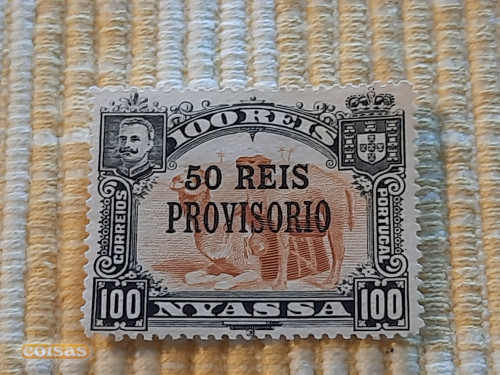 100 REIS
50 REIS
PROVISORIO
CORREIOS
PORTUGAL
100
NYASSA
100
coisas